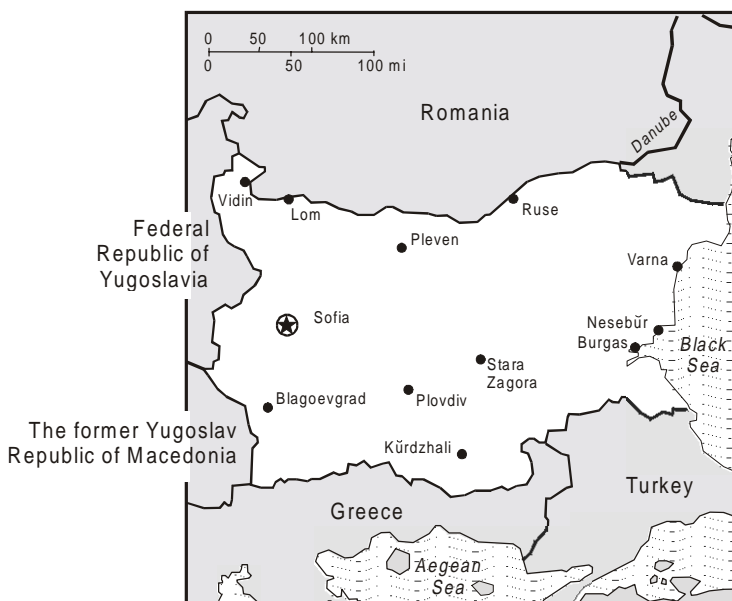 0 50 100 km
0 50 100 mi
Romania
Danube
Vidin
Lom
Ruse
Federal
Republic of
Yugoslavia
Pleven
Varna
Sofia
Nesebŭr
Burgas
Black
Sea
Stara
Zagora
Blagoevgrad
Plovdiv
The former Yugoslav
Republic of Macedonia
Kŭrdzhali
Turkey
Greece
Aegean
Sea